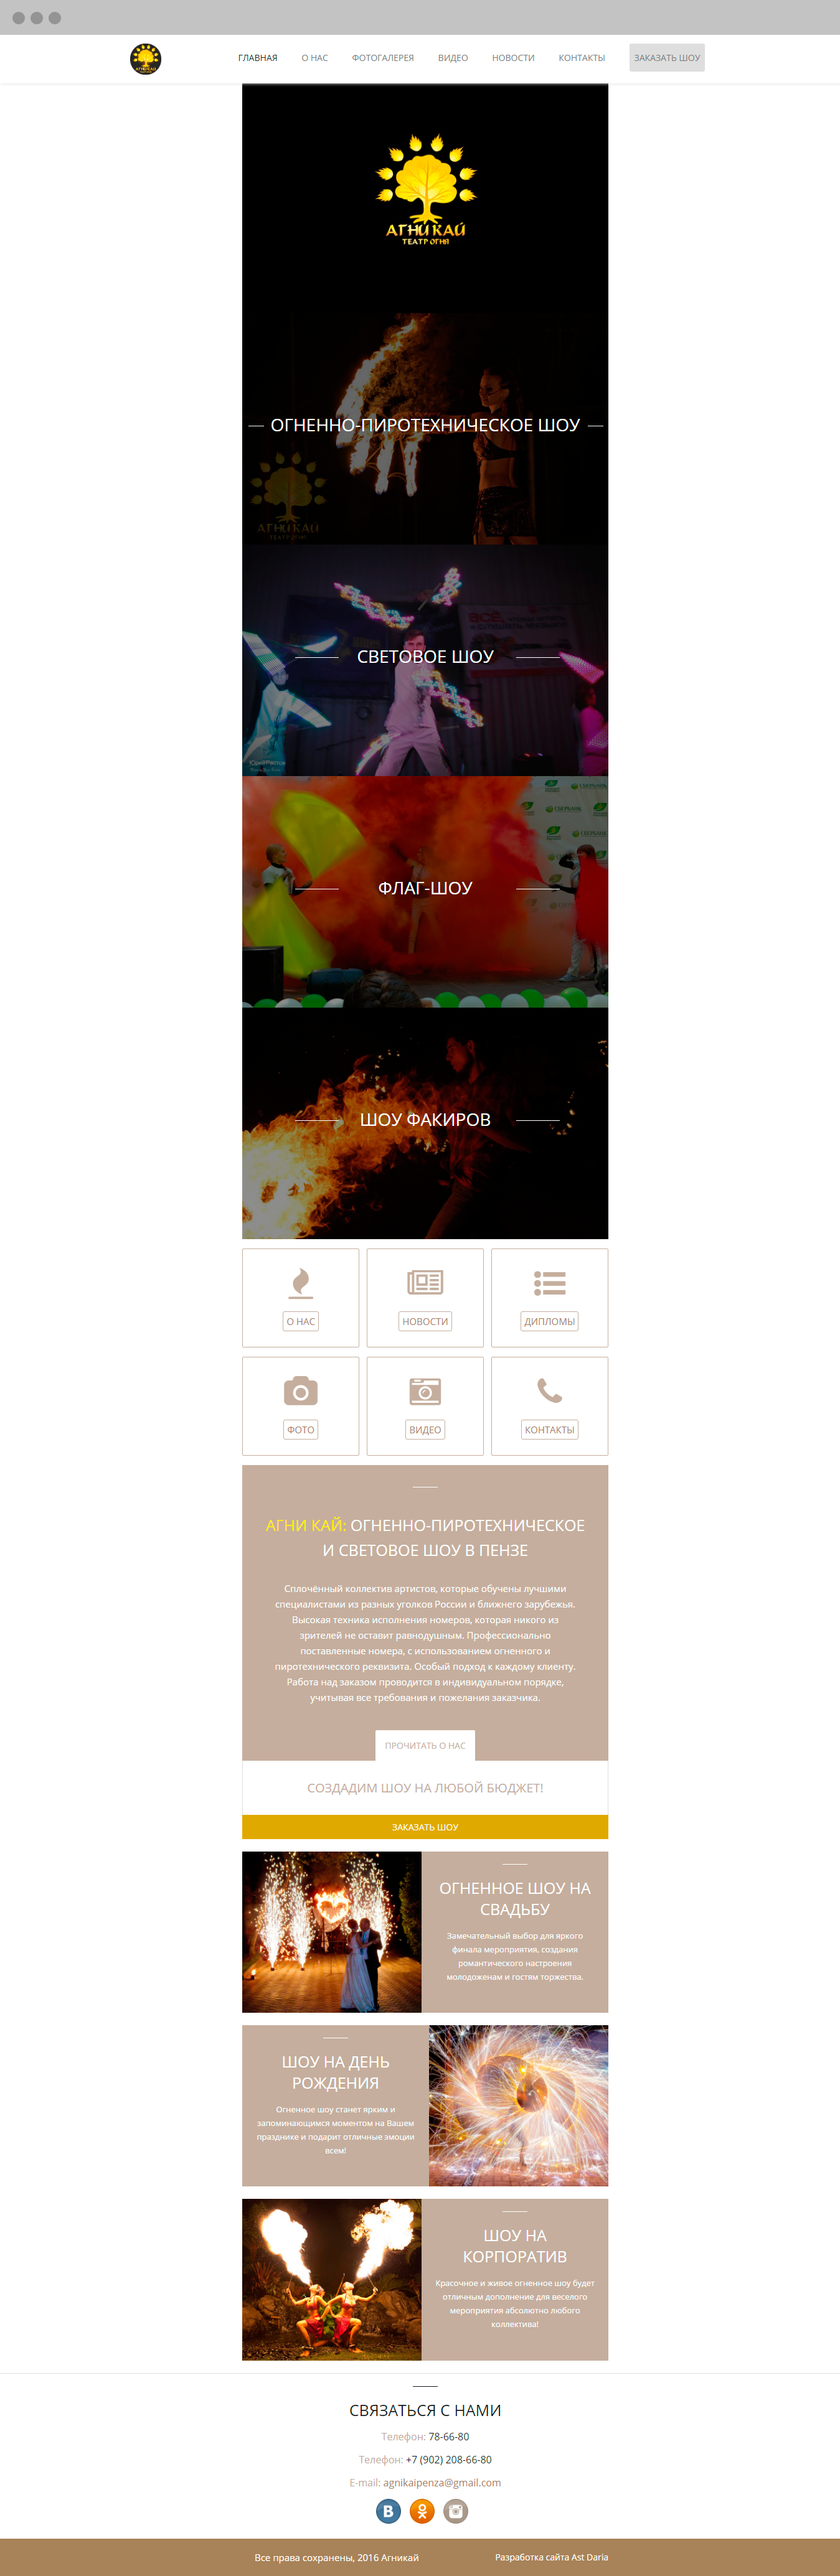 ГЛАВНАЯ О НАС ФОТОГАЛЕРЕЯ ВИДЕО НОВОСТИ КОНТАКТЫ ЗАКАЗАТЬ ШОУ
АГНИ КАЙ
ТЕАТР ОГНЯ
ОГНЕННО-ПИРОТЕХНИЧЕСКОЕ ШОУ
АГНИ КАЙ
ТЕАТР ОГНЯ
СВЕТОВОЕ ШОУ
ФЛАГ-ШОУ
ШОУ ФАКИРОВ
О НАС
НОВОСТИ
ДИПЛОМЫ
ФОТО
ВИДЕО
КОНТАКТЫ
АГНИ КАЙ: ОГНЕННО-ПИРОТЕХНИЧЕСКОЕ
И СВЕТОВОЕ ШОУ В ПЕНЗЕ
Сплочённый коллектив артистов, которые обучены лучшими
специалистами из разных уголков России и ближнего зарубежья.
Высокая техника исполнения номеров, которая никого из
зрителей не оставит равнодушным. Профессионально
поставленные номера, с использованием огненного и
пиротехнического реквизита. Особый подход к каждому клиенту.
Работа над заказом проводится в индивидуальном порядке,
учитывая все требования и пожелания заказчика.
ПРОЧИТАТЬ О НАС
СОЗДАДИМ ШОУ НА ЛЮБОЙ БЮДЖЕТ!
ЗАКАЗАТЬ ШОУ
ОГНЕННОЕ ШОУ НА
СВАДЬБУ
Замечательный выбор для яркого
финала мероприятия, создания
романтического настроения
молодоженам и гостям торжества.
ШОУ НА ДЕНЬ
РОЖДЕНИЯ
Огненное шоу станет ярким и
запоминающимся моментом на Вашем
празднике и подарит отличные эмоции
всем!
ШОУ НА
КОРПОРАТИВ
Красочное и живое огненное шоу будет
отличным дополнение для веселого
мероприятия абсолютно любого
коллектива!
СВЯЗАТЬСЯ С НАМИ
Телефон: 78-66-80
Телефон: +7 (902) 208-66-80
E-mail: agnikaipenza@gmail.com
Все права сохранены, 2016 Агникай
Разработка сайта Ast Daria